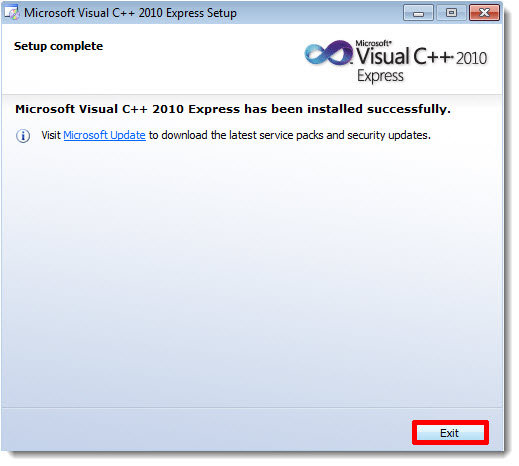 Microsoft Visual C++ 2010 Express Setup
Setup complete
Microsoft®
Visual C++ 2010
Express
Microsoft Visual C++ 2010 Express has been installed successfully.
Visit Microsoft Update to download the latest service packs and security updates.
Exit